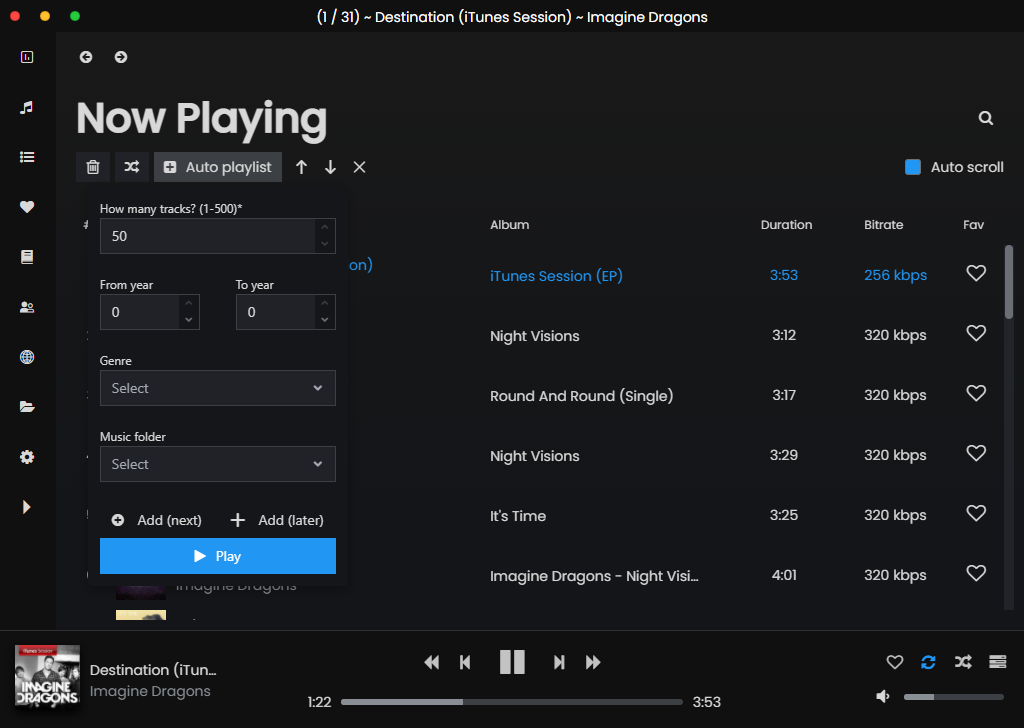 (1 / 31) ~ Destination (iTunes Session) ~ Imagine Dragons
Now Playing
Auto playlist
Auto scroll
How many tracks? (1-500)*
50
From year
To year
0
0
Genre
Select
Music folder
Select
Add (next)
Add (later)
Play
#
Album
Duration
Bitrate
Fav
on)
iTunes Session (EP)
3:53
256 kbps
Night Visions
3:12
320 kbps
Round And Round (Single)
3:17
320 kbps
Night Visions
3:29
320 kbps
It's Time
3:25
320 kbps
Imagine Dragons
Imagine Dragons - Night Visi...
4:01
320 kbps
iTunes Session
IMAGINE
DRAGONS
Destination (iTun...
Imagine Dragons
1:22
3:53